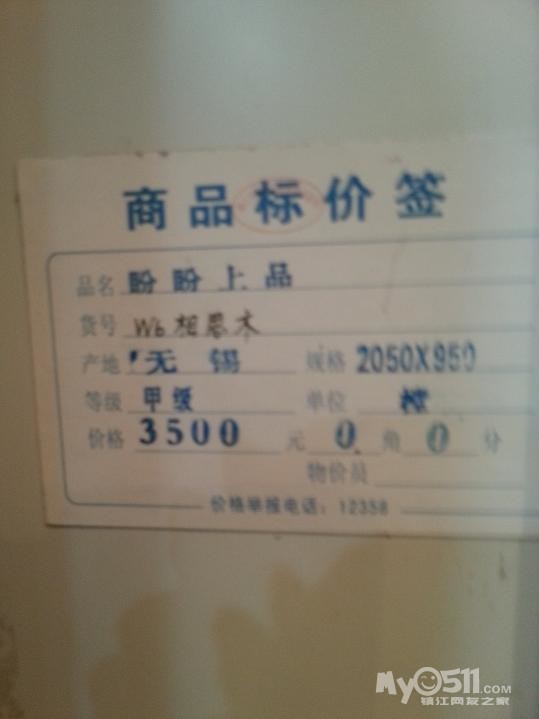 商品标价签
品名 盼盼上品
货号 W6相思木
产地 无锡 规格 2050X950
等级 甲级 单位 樘
价格 3500 元 0 角 0 分
物价员
价格举报电话：12358
My0511.COM
镇江网友之家